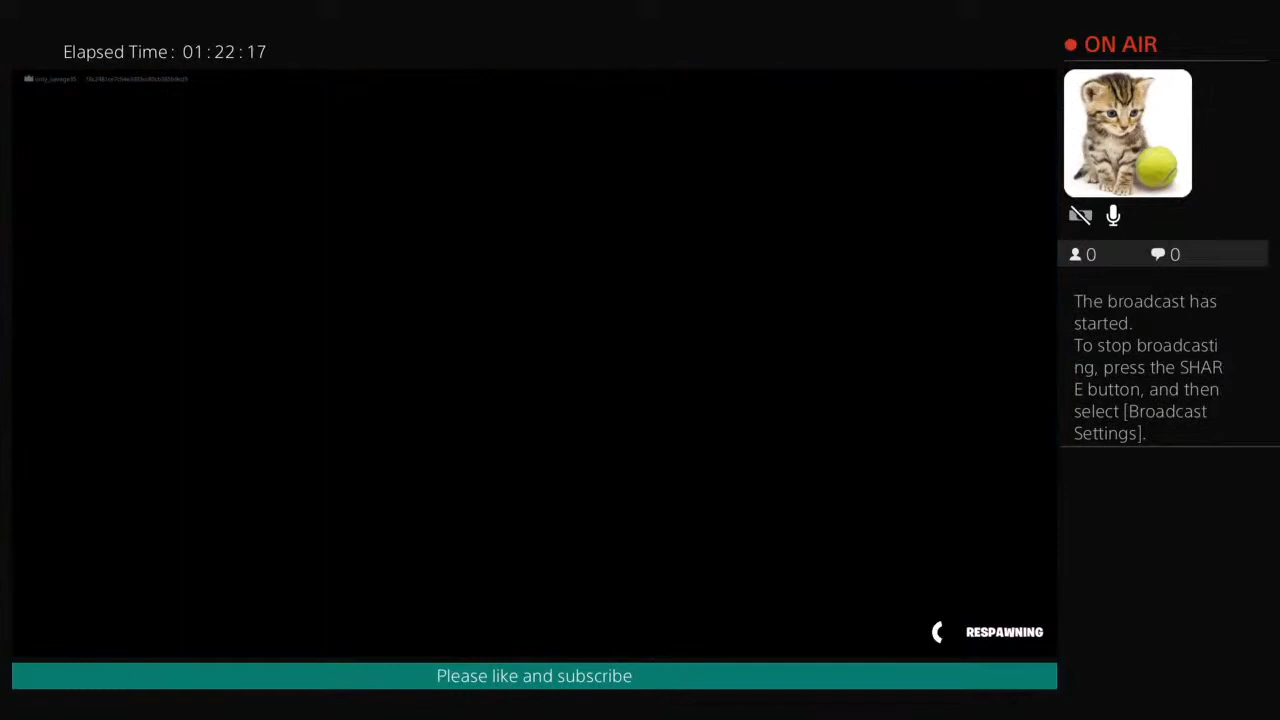 Elapsed Time: 01:22:17
ON AIR
0 0
The broadcast has
started.
To stop broadcasti
ng, press the SHAR
E button, and then
select [Broadcast
Settings].
RESPAWNING
Please like and subscribe